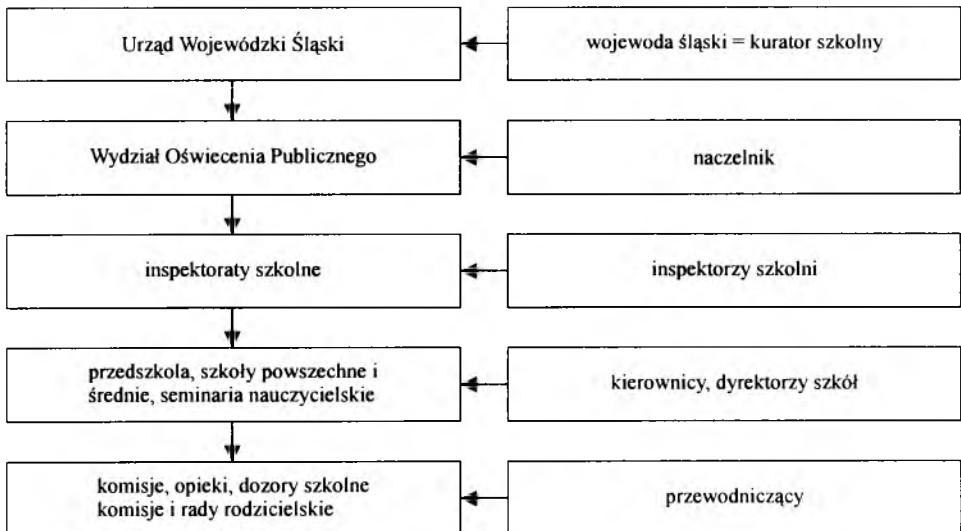 Urząd Wojewódzki Śląski
wojewoda śląski = kurator szkolny
Wydział Oświecenia Publicznego
naczelnik
inspektoraty szkolne
inspektorzy szkolni
przedszkola, szkoły powszechne i
średnie, seminaria nauczycielskie
kierownicy, dyrektorzy szkół
komisje, opieki, dozory szkolne
komisje i rady rodzicielskie
przewodniczący